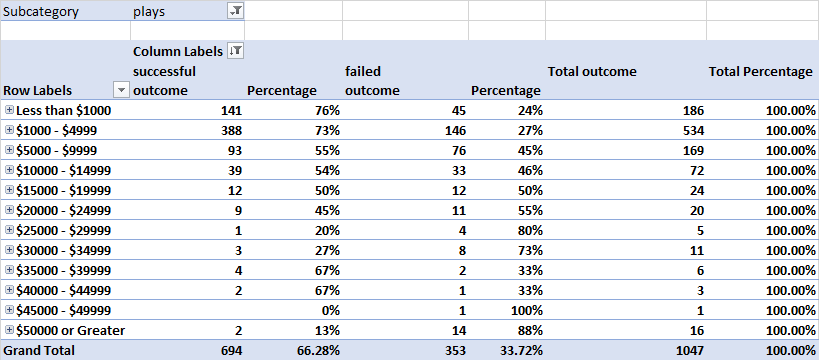 Subcategory plays
Column Labels
successful failed Total outcome Total Percentage
Row Labels outcome Percentage outcome Percentage
Less than $1000 141 76% 45 24% 186 100.00%
$1000 - $4999 388 73% 146 27% 534 100.00%
$5000 - $9999 93 55% 76 45% 169 100.00%
$10000 - $14999 39 54% 33 46% 72 100.00%
$15000 - $19999 12 50% 12 50% 24 100.00%
$20000 - $24999 9 45% 11 55% 20 100.00%
$25000 - $29999 1 20% 4 80% 5 100.00%
$30000 - $34999 3 27% 8 73% 11 100.00%
$35000 - $39999 4 67% 2 33% 6 100.00%
$40000 - $44999 2 67% 1 33% 3 100.00%
$45000 - $49999 0% 1 100% 1 100.00%
$50000 or Greater 2 13% 14 88% 16 100.00%
Grand Total 694 66.28% 353 33.72% 1047 100.00%